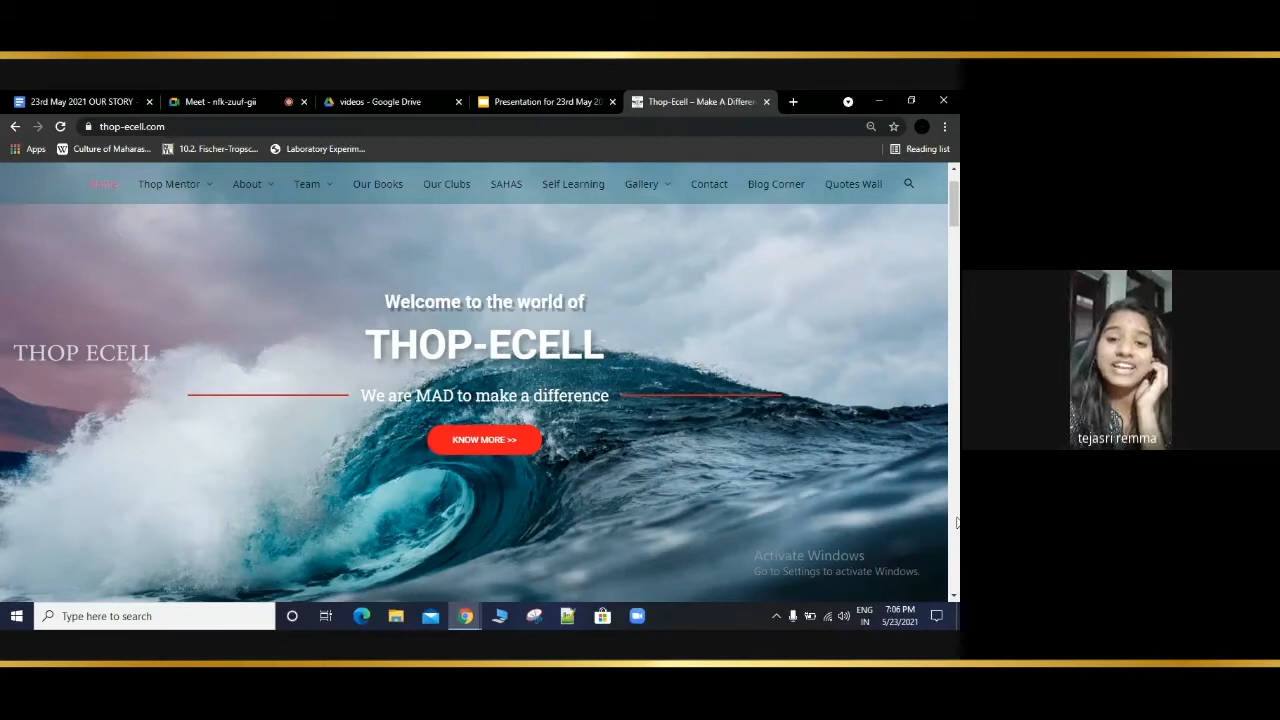 23rd May 2021 OUR STORY
Meet - nfk-zuuf-gii
videos - Google Drive
Presentation for 23rd May 20
Thop-Ecell – Make A Differen
thop-ecell.com
Apps
Culture of Maharas...
10.2. Fischer-Tropsc...
Laboratory Experim...
Reading list
Home Thop Mentor About Team Our Books Our Clubs SAHAS Self Learning Gallery Contact Blog Corner Quotes Wall
Welcome to the world of
THOP-ECELL
THOP ECELL
We are MAD to make a difference
KNOW MORE >>
tejasri remma
Activate Windows
Go to Settings to activate Windows.
Type here to search
ENG
IN
7:06 PM
5/23/2021